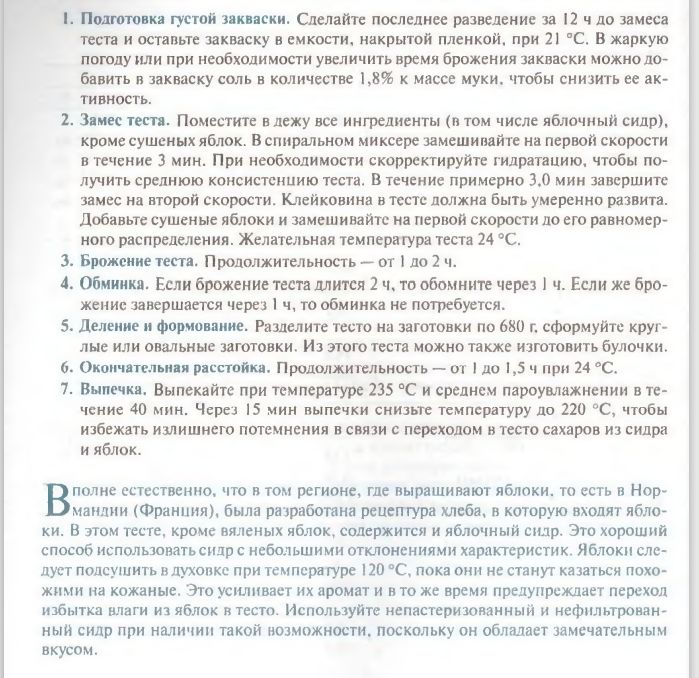 1. Подготовка густой закваски. Сделайте последнее разведение за 12 ч до замеса
теста и оставьте закваску в емкости, накрытой пленкой, при 21 °С. В жаркую
погоду или при необходимости увеличить время брожения закваски можно до-
бавить в закваску соль в количестве 1,8% к массе муки, чтобы снизить ее ак-
тивность.
2. Замес теста. Поместите в дежу все ингредиенты (в том числе яблочный сидр),
кроме сушеных яблок. В спиральном миксере замешивайте на первой скорости
в течение 3 мин. При необходимости скорректируйте гидратацию, чтобы по-
лучить среднюю консистенцию теста. В течение примерно 3,0 мин завершите
замес на второй скорости. Клейковина в тесте должна быть умеренно развита.
Добавьте сушеные яблоки и замешивайте на первой скорости до его равномер-
ного распределения. Желательная температура теста 24 °С.
3. Брожение теста. Продолжительность — от 1 до 2 ч.
4. Обминка. Если брожение теста длится 2 ч, то обомните через 1 ч. Если же бро-
жение завершается через 1 ч, то обминка не потребуется.
5. Деление и формование. Разделите тесто на заготовки по 680 г, сформуйте круг-
лые или овальные заготовки. Из этого теста можно также изготовить булочки.
6. Окончательная расстойка. Продолжительность — от 1 до 1,5 ч при 24 °С.
7. Выпечка. Выпекайте при температуре 235 °С и среднем пароувлажнении в те-
чение 40 мин. Через 15 мин выпечки снизьте температуру до 220 °С, чтобы
избежать излишнего потемнения в связи с переходом в тесто сахаров из сидра
и яблок.
Вполне естественно, что в том регионе, где выращивают яблоки, то есть в Нор-
мандии (Франция), была разработана рецептура хлеба, в которую входят ябло-
ки. В этом тесте, кроме вяленых яблок, содержится и яблочный сидр. Это хороший
способ использовать сидр с небольшими отклонениями характеристик. Яблоки сле-
дует подсушить в духовке при температуре 120 °С, пока они не станут казаться похо-
жими на кожаные. Это усиливает их аромат и в то же время предупреждает переход
избытка влаги из яблок в тесто. Используйте непастеризованный и нефильтрован-
ный сидр при наличии такой возможности, поскольку он обладает замечательным
вкусом.